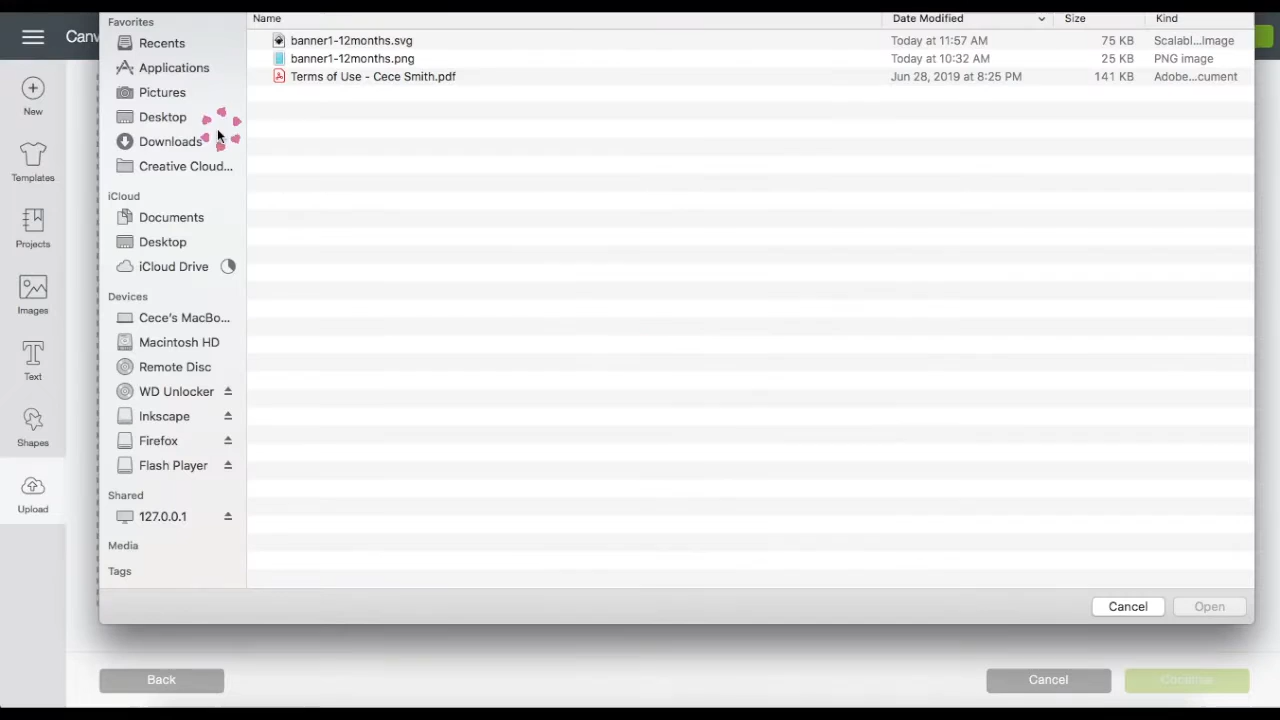 Favorites
Recents
Applications
Pictures
Desktop
Downloads
Creative Cloud...
iCloud
Documents
Desktop
iCloud Drive
Devices
Cece's MacBo...
Macintosh HD
Remote Disc
WD Unlocker
Inkscape
Firefox
Flash Player
Shared
127.0.0.1
Media
Tags
Name Date Modified Size Kind
banner1-12months.svg Today at 11:57 AM 75 KB Scalabl...Image
banner1-12months.png Today at 10:32 AM 25 KB PNG image
Terms of Use - Cece Smith.pdf Jun 28, 2019 at 8:25 PM 141 KB Adobe...cument
Cancel Open
Canv
New
Templates
Projects
Images
Text
Shapes
Upload
Back Cancel Continue